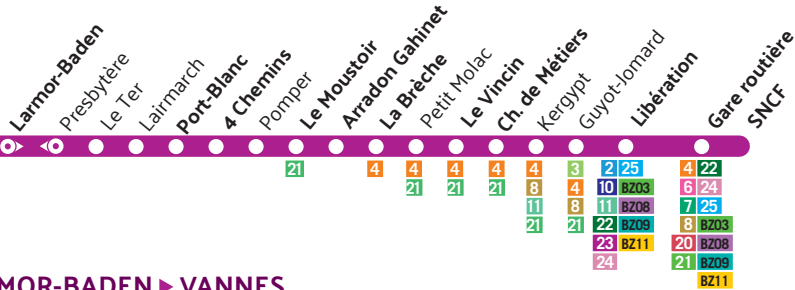 Larmor-Baden
Presbytère
Le Ter
Lairmarch
Port-Blanc
4 Chemins
Pomper
Le Moustoir
Arradon Gahinet
La Brèche
Petit Molac
Le Vincin
Ch. de Métiers
Kergypt
Guyot-Jomard
Libération
Gare routière
SNCF
21
4
4
21
4
21
4
21
4
8
11
21
3
4
8
21
2 25
10 BZ03
11 BZ08
22 BZ09
23 BZ11
24
4 22
6 24
7 25
8 BZ03
20 BZ08
21 BZ09
BZ11
MOR-BADEN ▶ VANNES